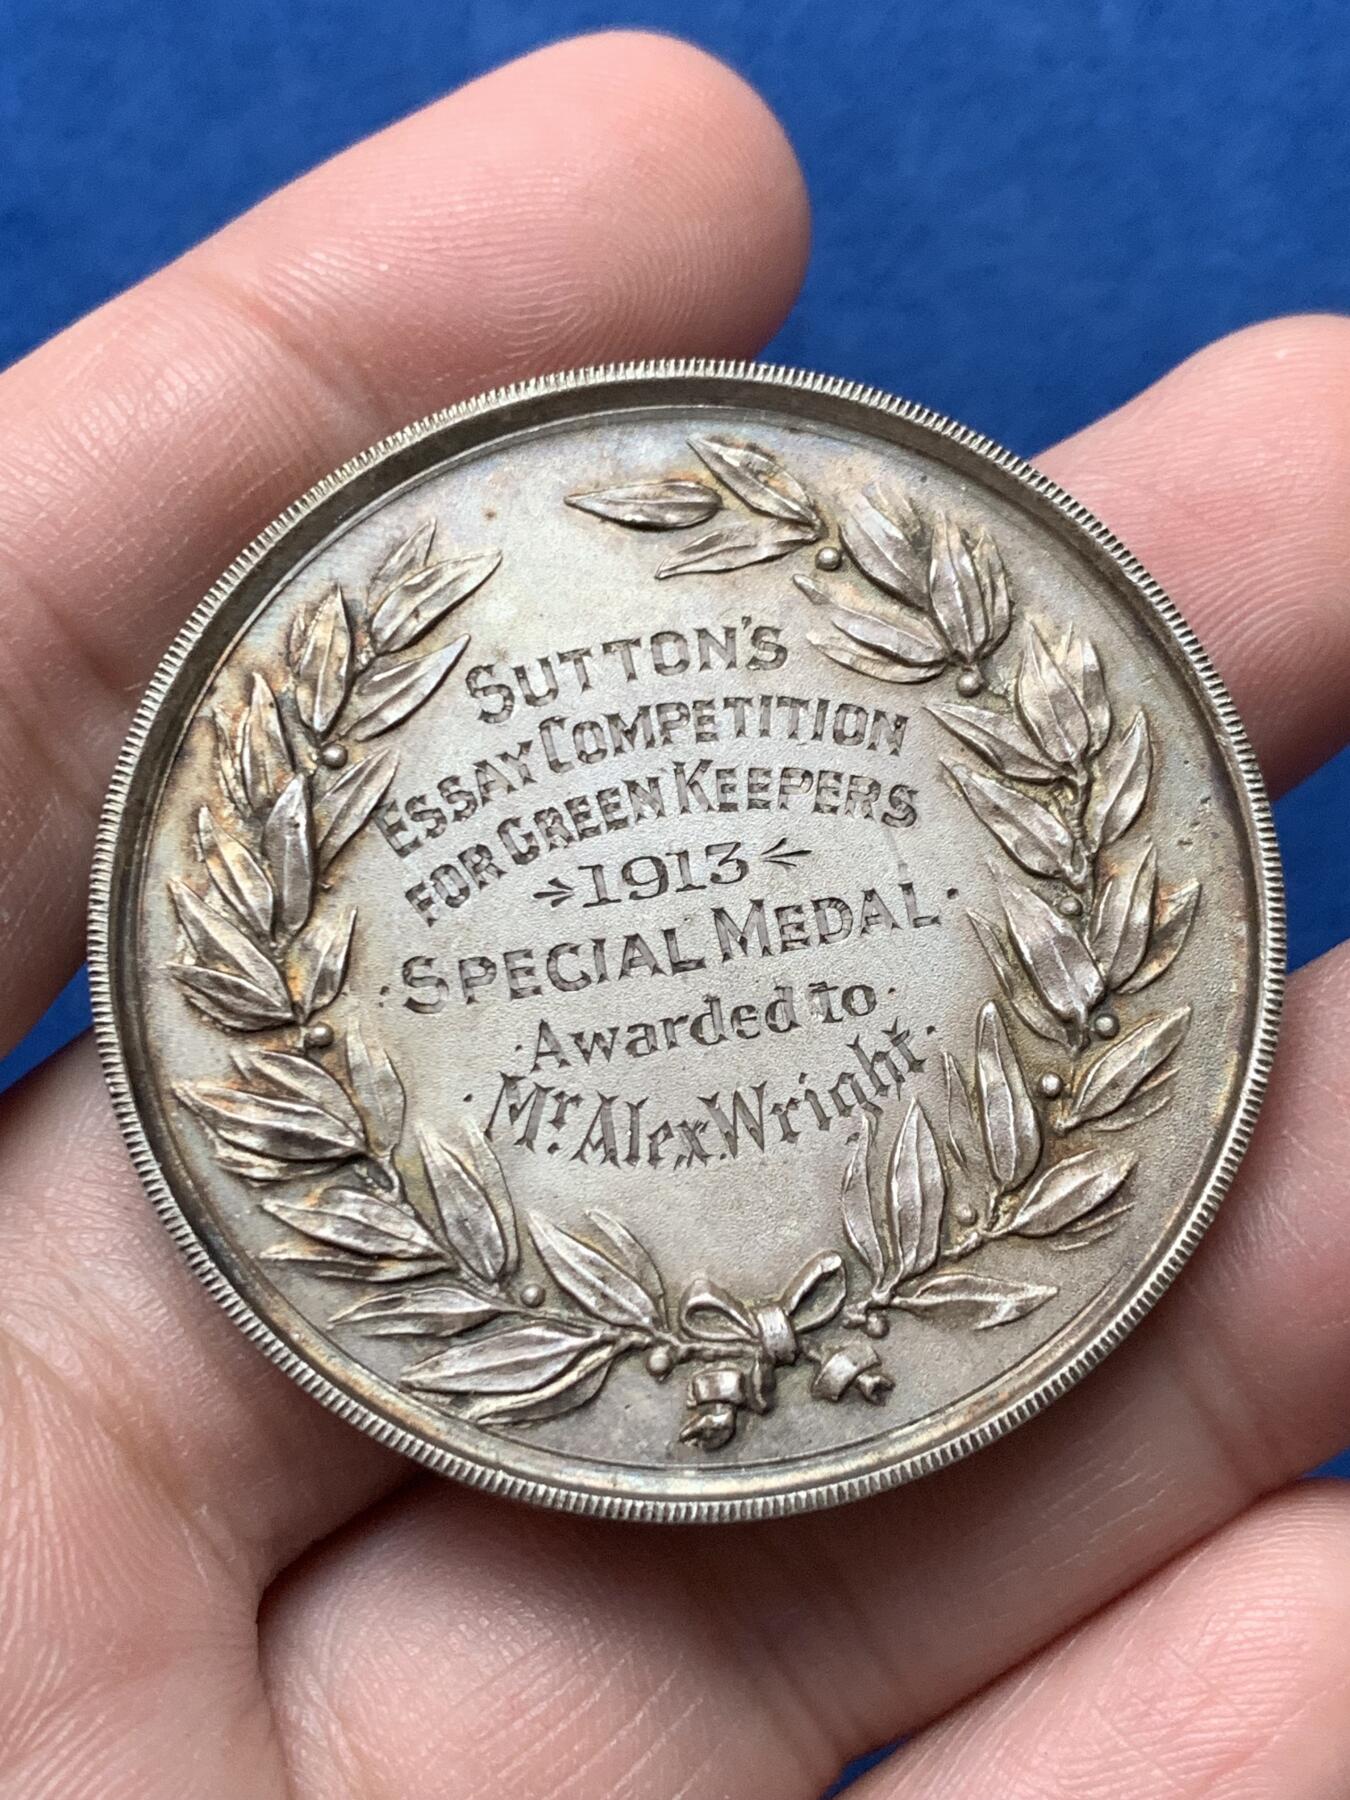 SUTTON'S
ESSAY COMPETITION
FOR GREEN KEEPERS
1913
SPECIAL MEDAL
Awarded to
Mr. Alex. Wright